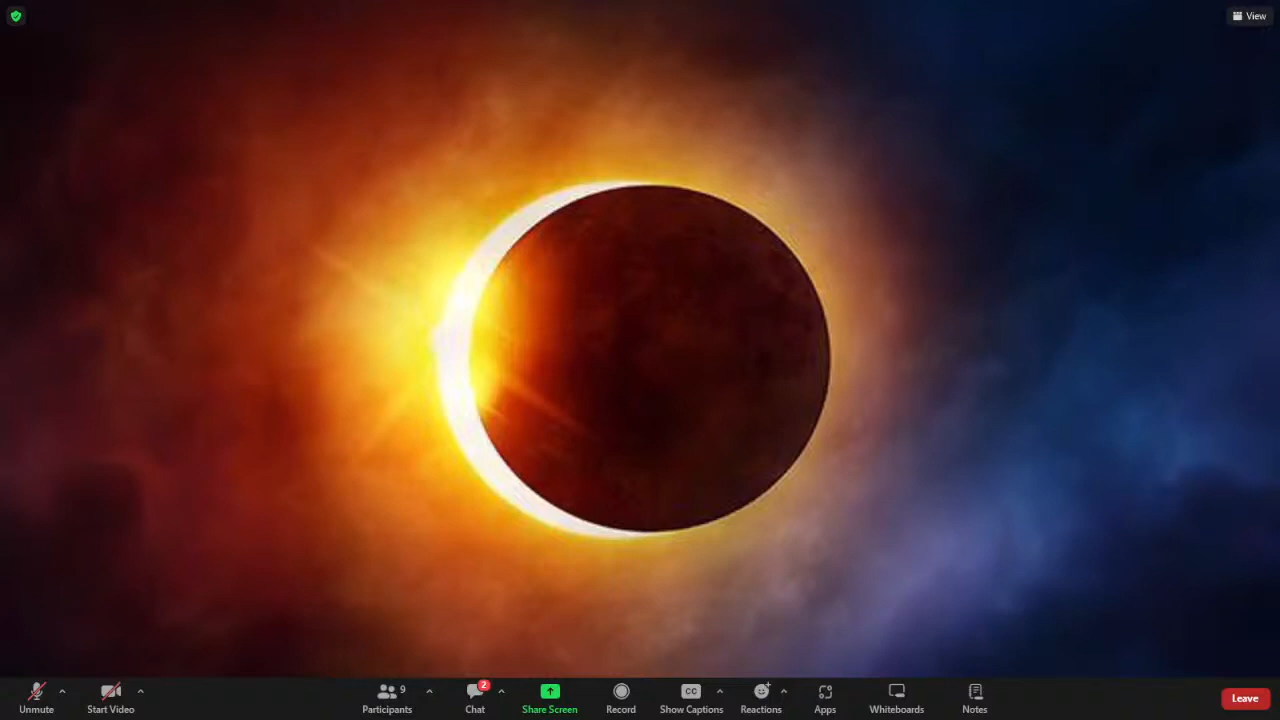 View
9
2
CC
Unmute
Start Video
Participants
Chat
Share Screen
Record
Show Captions
Reactions
Apps
Whiteboards
Notes
Leave